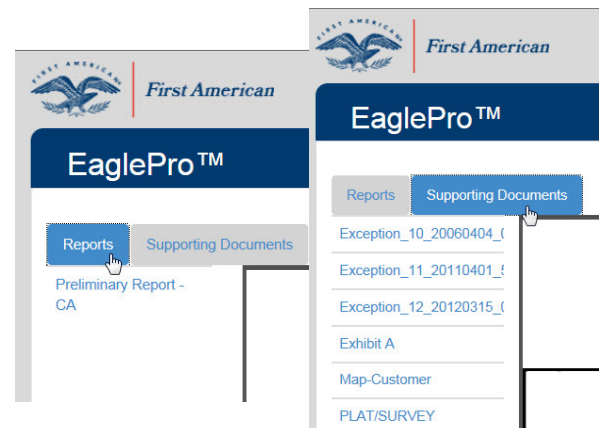 First American
EaglePro™
Reports
Supporting Documents
Preliminary Report -
CA
First American
EaglePro™
Reports
Supporting Documents
Exception_10_20060404_
Exception_11_20110401_
Exception_12_20120315_
Exhibit A
Map-Customer
PLAT/SURVEY